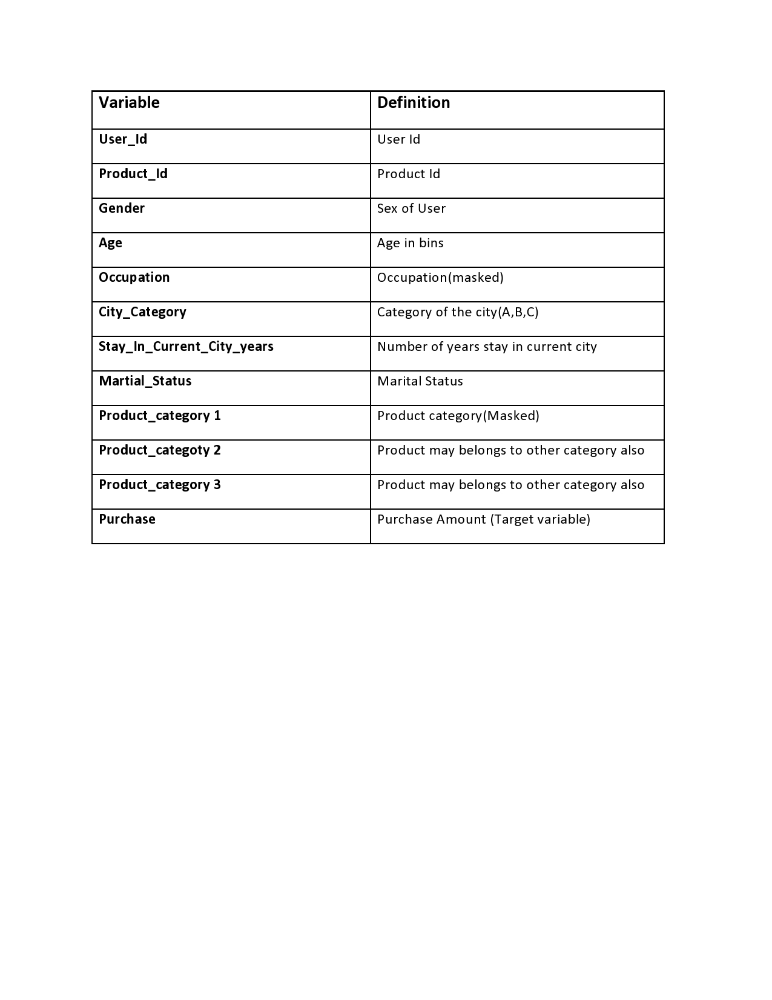 Variable Definition
User_Id User Id
Product_Id Product Id
Gender Sex of User
Age Age in bins
Occupation Occupation(masked)
City_Category Category of the city(A,B,C)
Stay_In_Current_City_years Number of years stay in current city
Martial_Status Marital Status
Product_category 1 Product category(Masked)
Product_categoty 2 Product may belongs to other category also
Product_category 3 Product may belongs to other category also
Purchase Purchase Amount (Target variable)